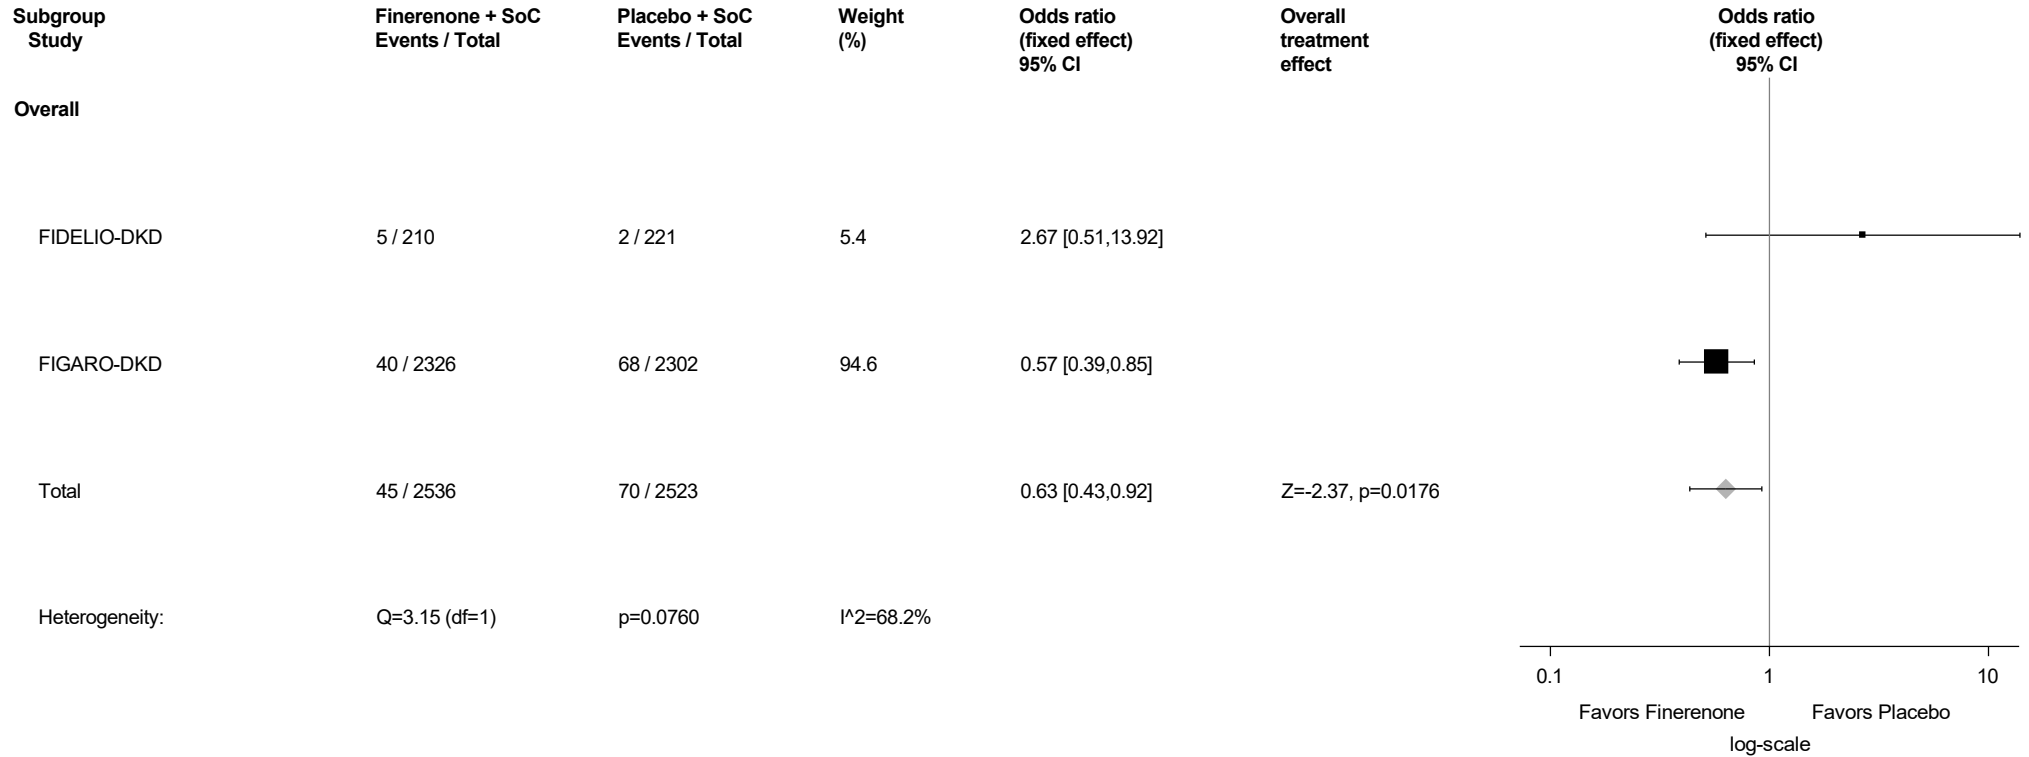 Subgroup Finerenone + SoC Placebo + SoC Weight Odds ratio Overall Odds ratio
Study Events / Total Events / Total (%) (fixed effect) treatment (fixed effect)
95% CI effect 95% CI
Overall
FIDELIO-DKD 5 / 210 2 / 221 5.4 2.67 [0.51,13.92]
FIGARO-DKD 40 / 2326 68 / 2302 94.6 0.57 [0.39,0.85]
Total 45 / 2536 70 / 2523 0.63 [0.43,0.92] Z=-2.37, p=0.0176
Heterogeneity: Q=3.15 (df=1) p=0.0760 I^2=68.2%
0.1 1 10
Favors Finerenone Favors Placebo
log-scale